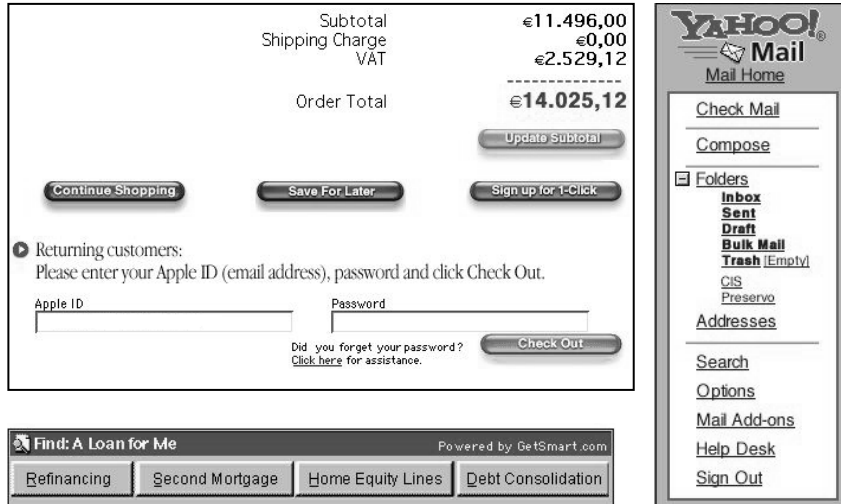 Subtotal €11.496,00
Shipping Charge €0,00
VAT €2.529,12
--------------
Order Total €14.025,12
Update Subtotal
Continue Shopping Save For Later Sign up for 1-Click
Returning customers:
Please enter your Apple ID (email address), password and click Check Out.
Apple ID Password
Did you forget your password?
Click here for assistance.
Check Out
YAHOO!®
Mail
Mail Home
Check Mail
Compose
Folders
Inbox
Sent
Draft
Bulk Mail
Trash [Empty]
CIS
Preservo
Addresses
Search
Options
Mail Add-ons
Help Desk
Sign Out
Find: A Loan for Me Powered by GetSmart.com
Refinancing Second Mortgage Home Equity Lines Debt Consolidation